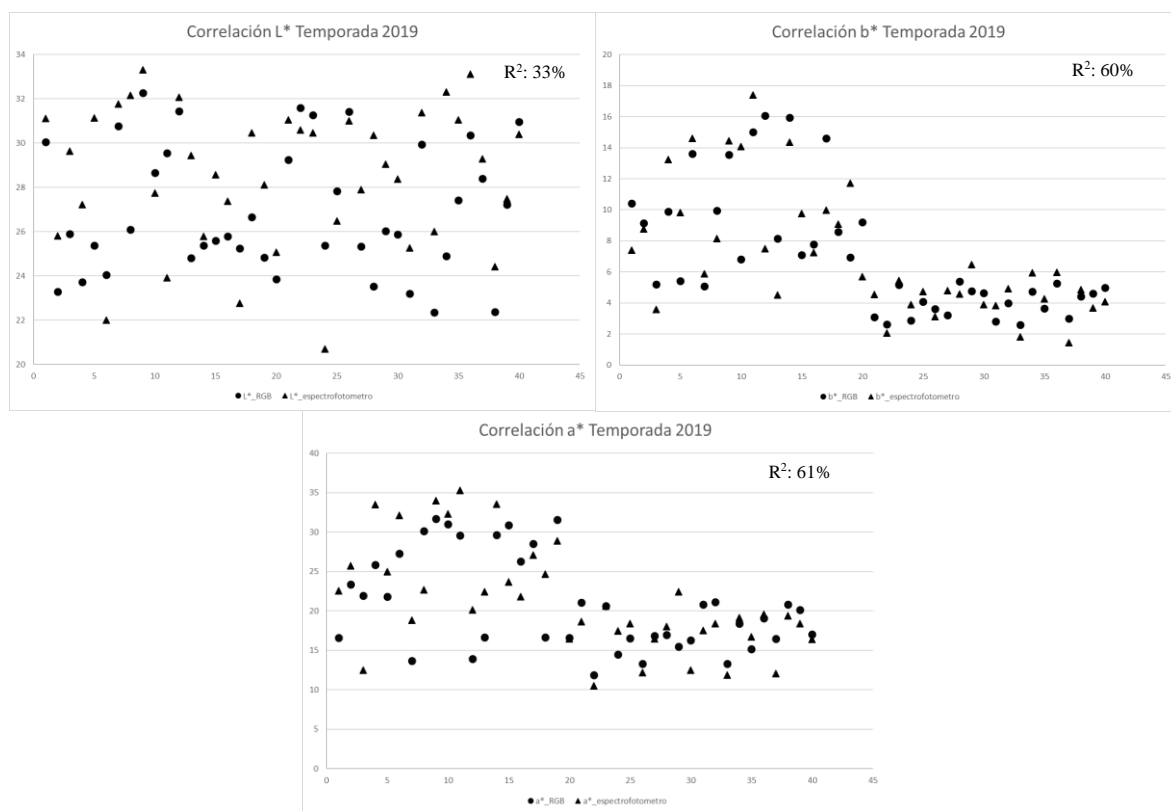 Correlación L* Temporada 2019
R²: 33%
34
32
30
28
26
24
22
20
0 5 10 15 20 25 30 35 40 45
L*_RGB L*_espectrofotometro
Correlación b* Temporada 2019
R²: 60%
20
18
16
14
12
10
8
6
4
2
0
0 5 10 15 20 25 30 35 40 45
b*_RGB b*_espectrofotometro
Correlación a* Temporada 2019
R²: 61%
40
35
30
25
20
15
10
5
0
0 5 10 15 20 25 30 35 40 45
a*_RGB a*_espectrofotometro